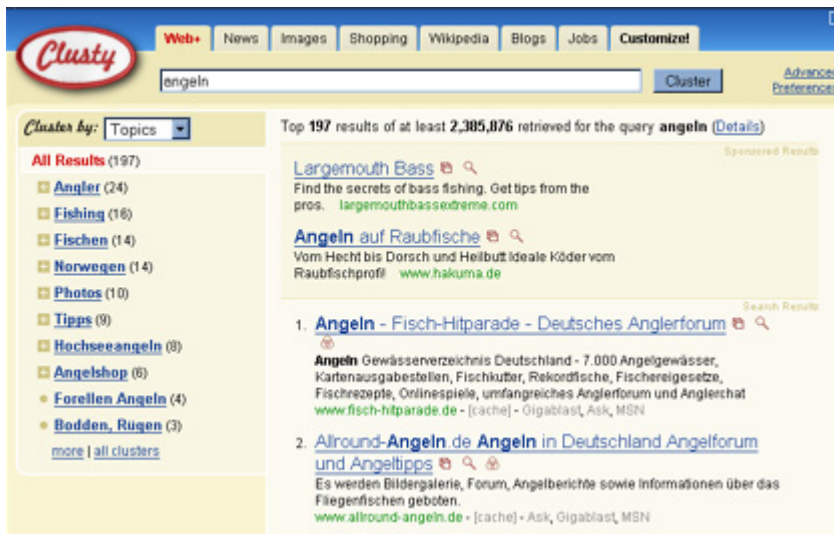 Clusty
Web+ News Images Shopping Wikipedia Blogs Jobs Customize!
angeln Cluster
Advanced
Preferences
Cluster by: Topics
Top 197 results of at least 2,385,876 retrieved for the query angeln (Details)
All Results (197)
Angler (24)
Fishing (16)
Fischen (14)
Norwegen (14)
Photos (10)
Tipps (9)
Hochseeangeln (8)
Angelshop (6)
Forellen Angeln (4)
Bodden, Rügen (3)
more | all clusters
Sponsored Results
Largemouth Bass
Find the secrets of bass fishing. Get tips from the
pros. largemouthbassextreme.com
Angeln auf Raubfische
Vom Hecht bis Dorsch und Heilbutt Ideale Köder vom
Raubfischprofi! www.hakuma.de
Search Results
1. Angeln - Fisch-Hitparade - Deutsches Anglerforum
Angeln Gewässerverzeichnis Deutschland - 7.000 Angelgewässer,
Kartenausgabestellen, Fischkutter, Rekordfische, Fischereigesetze,
Fischrezepte, Onlinespiele, umfangreiches Anglerforum und Anglerchat
www.fisch-hitparade.de - [cache] - Gigablast, Ask, MSN
2. Allround-Angeln.de Angeln in Deutschland Angelforum
und Angeltipps
Es werden Bildergalerie, Forum, Angelberichte sowie Informationen über das
Fliegenfischen geboten.
www.allround-angeln.de - [cache] - Ask, Gigablast, MSN